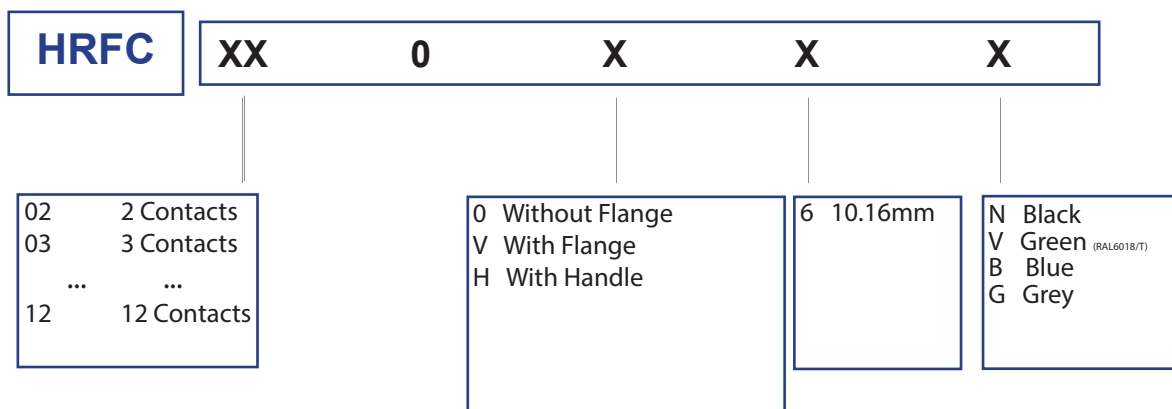 HRFC XX 0 X X X
02 2 Contacts
03 3 Contacts
... ...
12 12 Contacts
0 Without Flange
V With Flange
H With Handle
6 10.16mm
N Black
V Green (RAL6018/T)
B Blue
G Grey